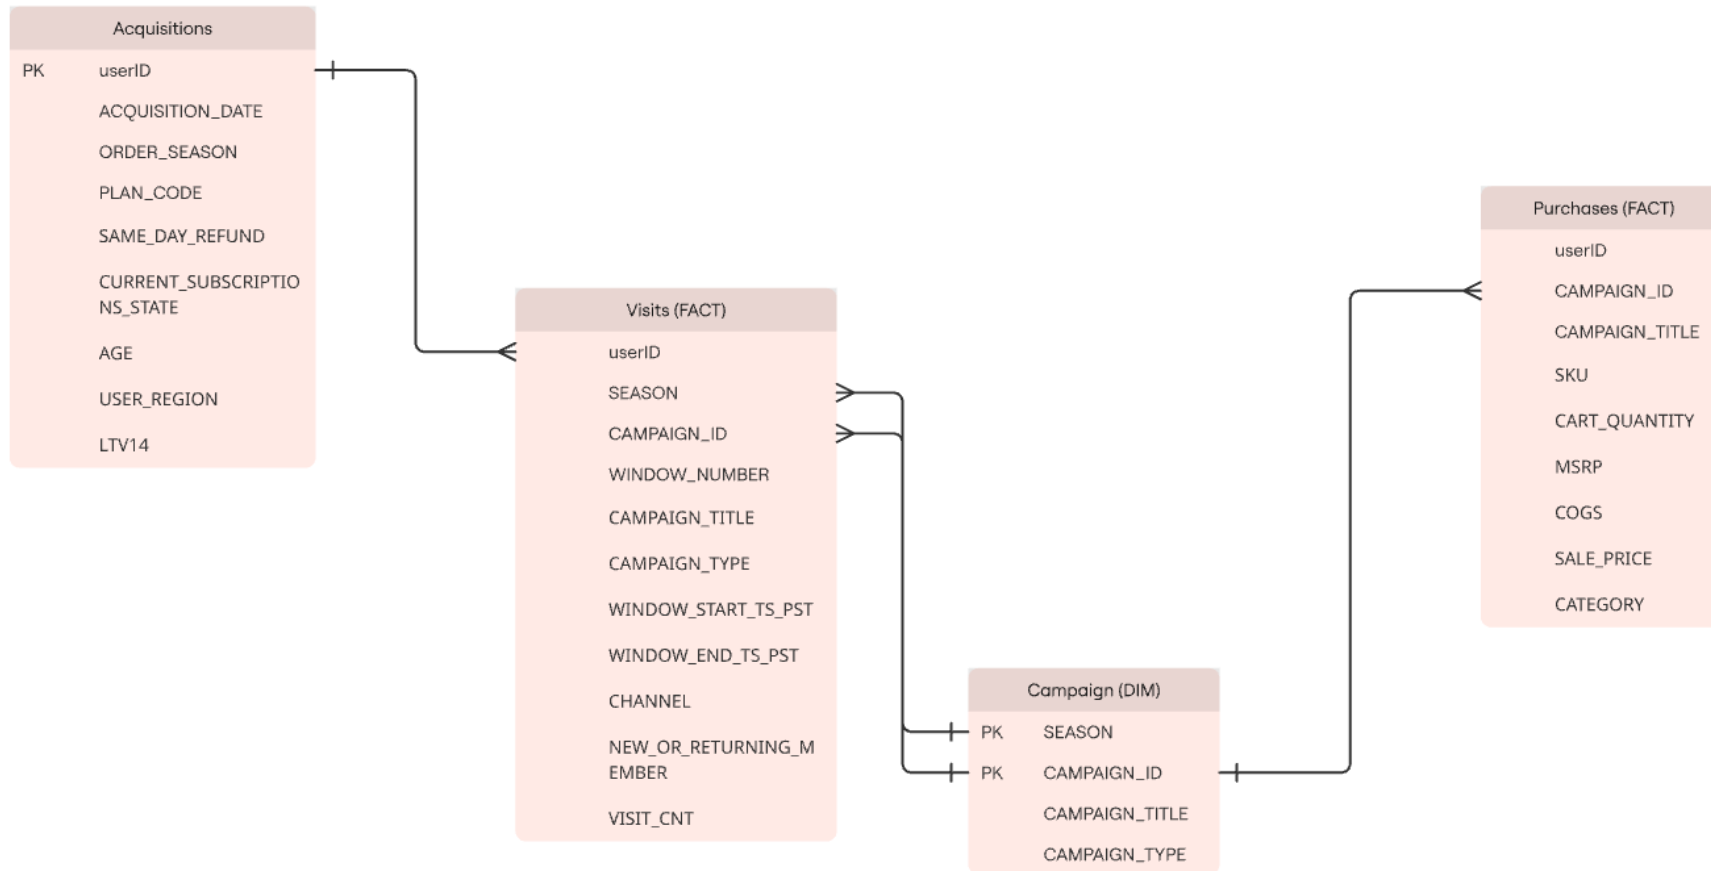 Acquisitions
PK userID
ACQUISITION_DATE
ORDER_SEASON
PLAN_CODE
SAME_DAY_REFUND
CURRENT_SUBSCRIPTIO
NS_STATE
AGE
USER_REGION
LTV14
Visits (FACT)
userID
SEASON
CAMPAIGN_ID
WINDOW_NUMBER
CAMPAIGN_TITLE
CAMPAIGN_TYPE
WINDOW_START_TS_PST
WINDOW_END_TS_PST
CHANNEL
NEW_OR_RETURNING_M
EMBER
VISIT_CNT
Campaign (DIM)
PK SEASON
PK CAMPAIGN_ID
CAMPAIGN_TITLE
CAMPAIGN_TYPE
Purchases (FACT)
userID
CAMPAIGN_ID
CAMPAIGN_TITLE
SKU
CART_QUANTITY
MSRP
COGS
SALE_PRICE
CATEGORY